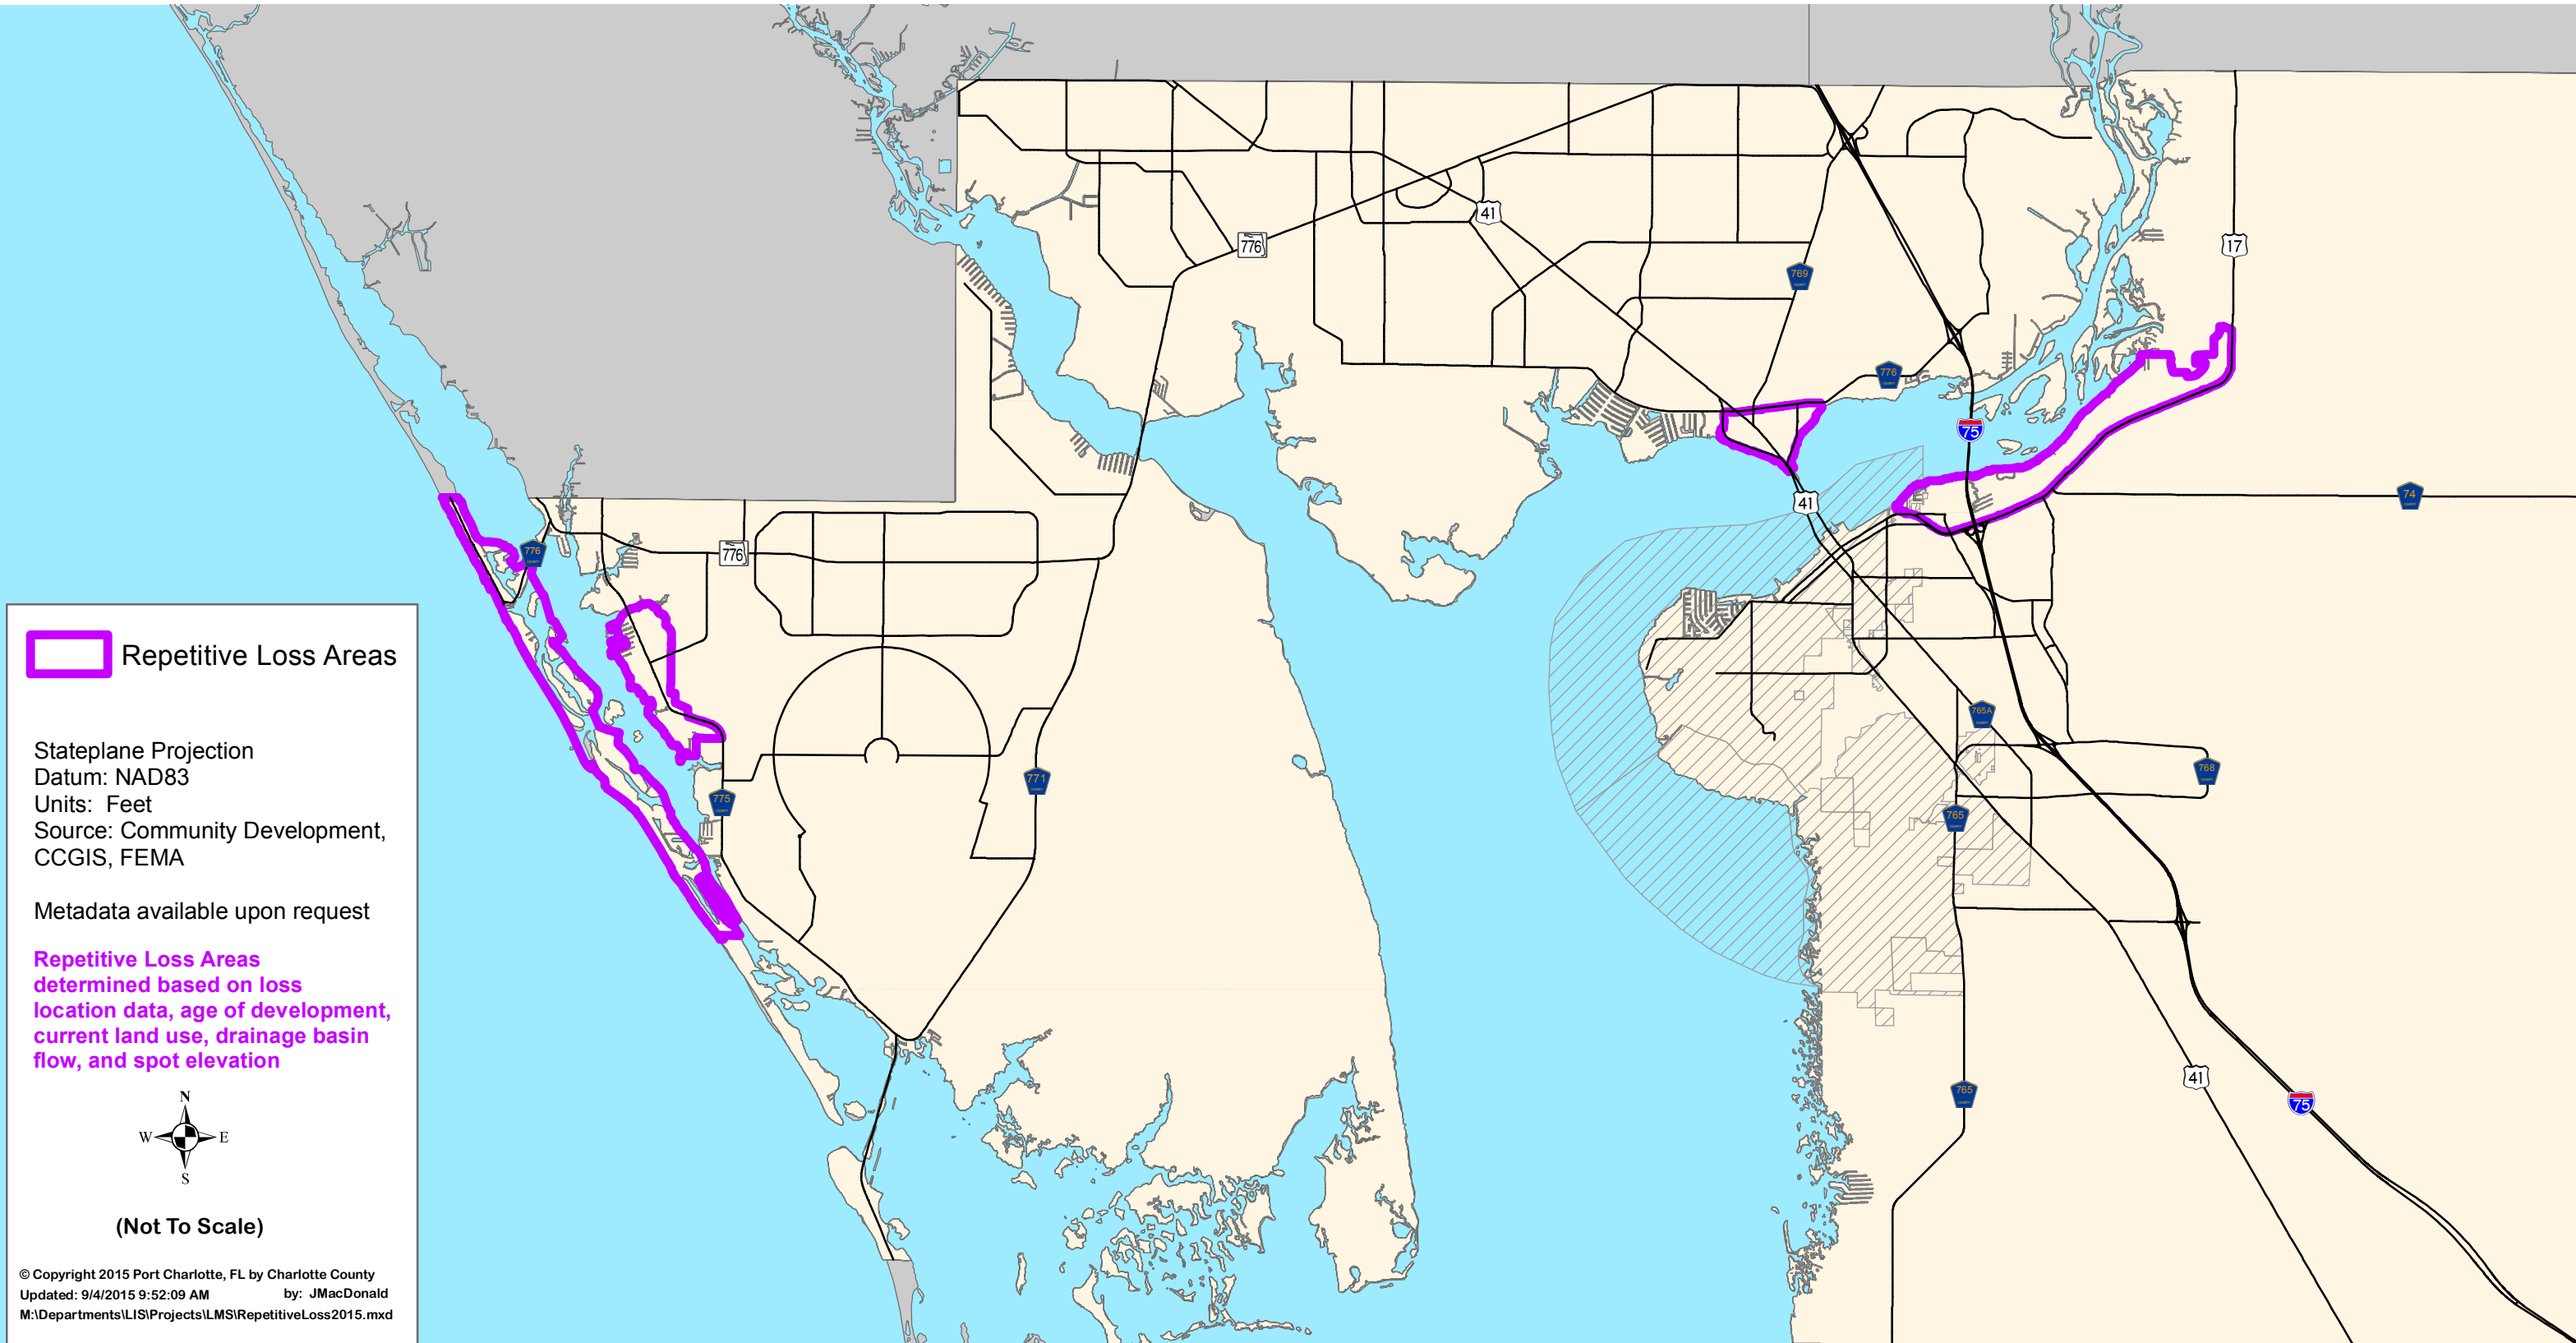 41
17
776
769
776
75
74
41
776
776
Repetitive Loss Areas
765A
768
771
775
765
Stateplane Projection
Datum: NAD83
Units: Feet
Source: Community Development,
CCGIS, FEMA
Metadata available upon request
Repetitive Loss Areas
determined based on loss
location data, age of development,
current land use, drainage basin
flow, and spot elevation
765
41
75
N
W E
S
(Not To Scale)
© Copyright 2015 Port Charlotte, FL by Charlotte County
Updated: 9/4/2015 9:52:09 AM by: JMacDonald
M:\Departments\LIS\Projects\LMS\RepetitiveLoss2015.mxd